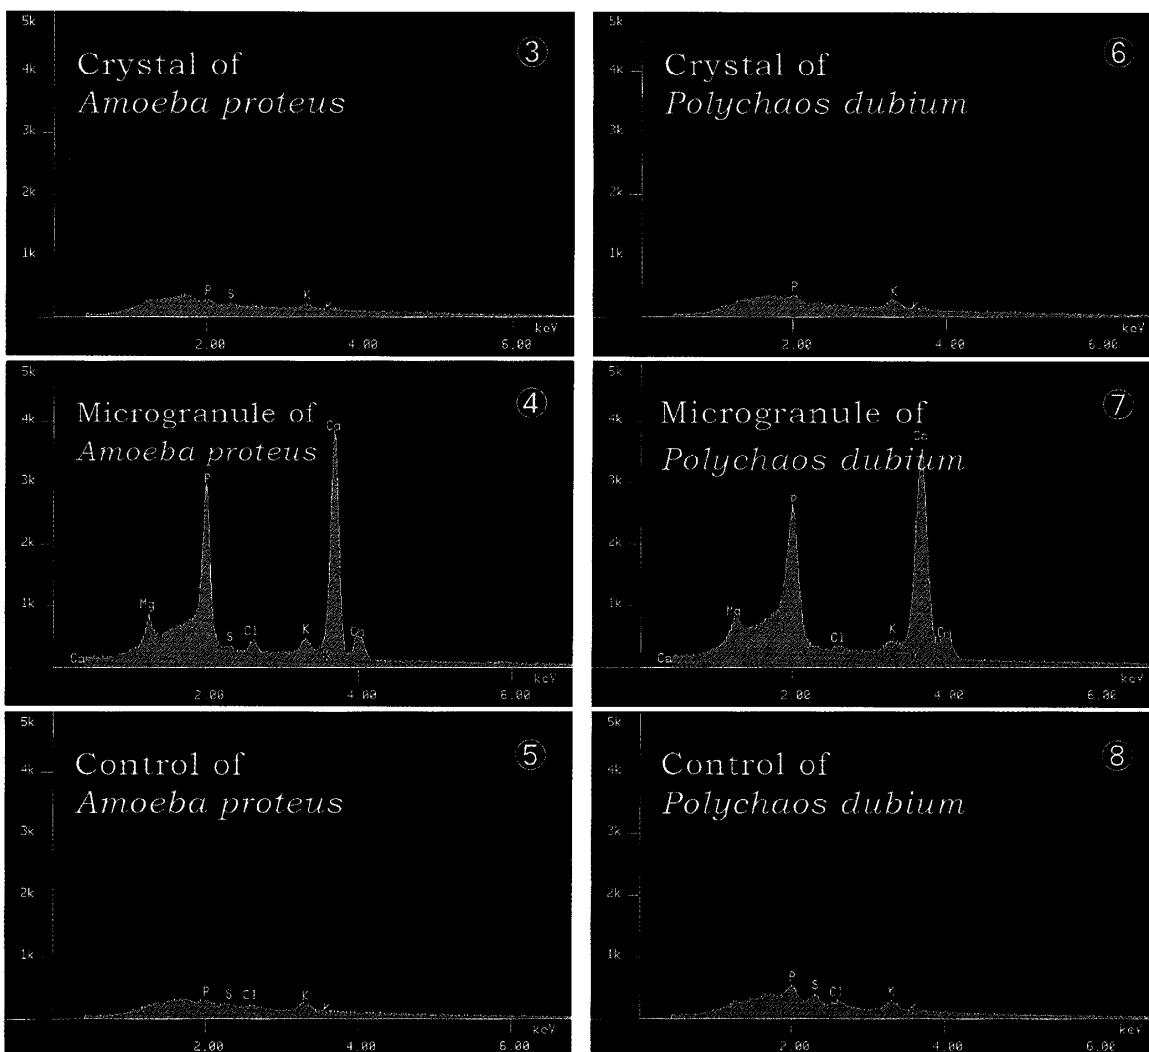 5k
③
4k
Crystal of
Amoeba proteus
3k
2k
1k
P S K K
keV
2.00 4.00 6.00
5k
⑥
4k
Crystal of
Polychaos dubium
3k
2k
1k
P K K
keV
2.00 4.00 6.00
5k
④
4k
Microgranule of
Ca
Amoeba proteus
3k
P
2k
1k
Mg
S Cl K Ca
Ca
keV
2.00 4.00 6.00
5k
⑦
4k
Microgranule of
Ca
Polychaos dubium
3k
P
2k
1k
Mg
Cl K Ca
Ca
keV
2.00 4.00 6.00
5k
⑤
Control of
4k
Amoeba proteus
3k
2k
1k
P S Cl K K
keV
2.00 4.00 6.00
5k
⑧
Control of
4k
Polychaos dubium
3k
2k
1k
P S Cl K K
keV
2.00 4.00 6.00